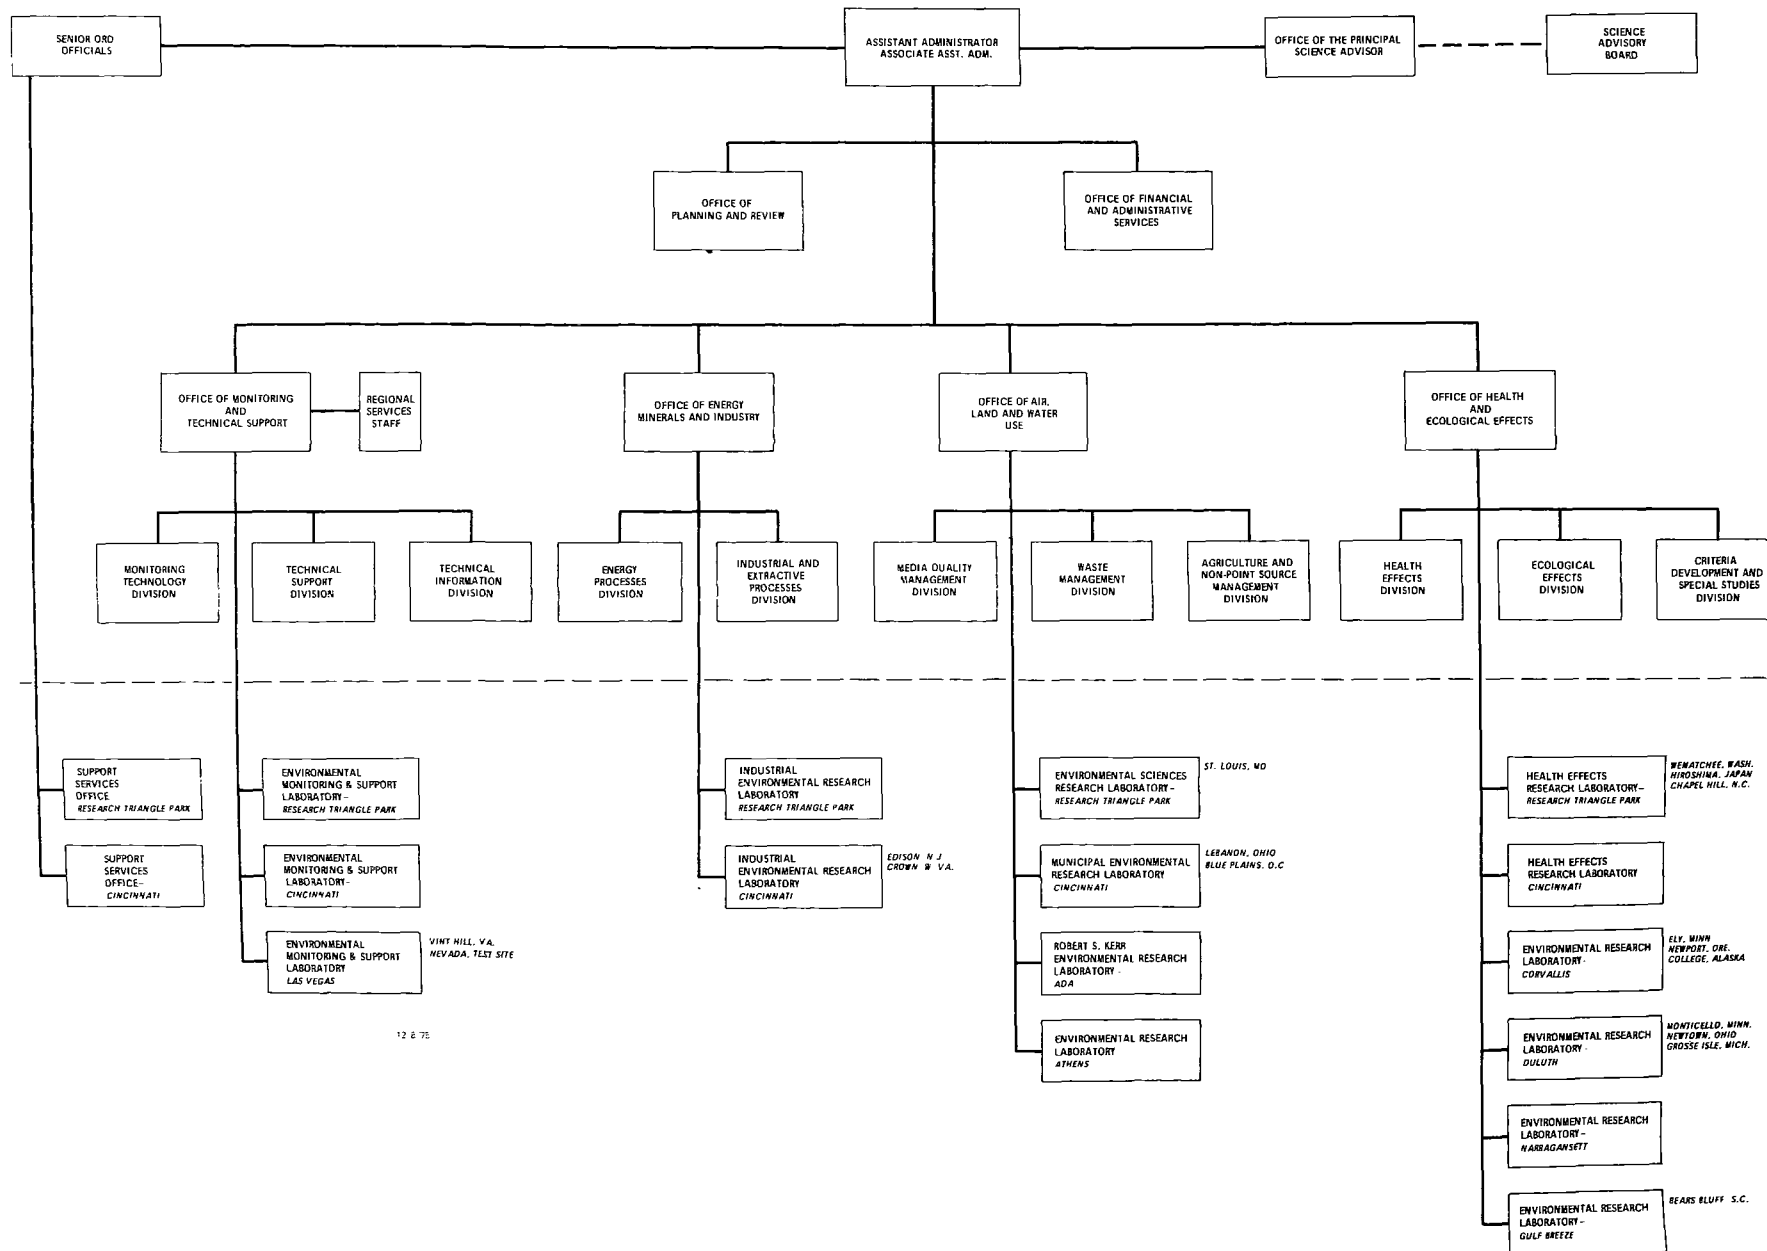 SENIOR ORD
OFFICIALS
ASSISTANT ADMINISTRATOR
ASSOCIATE ASST. ADM.
OFFICE OF THE PRINCIPAL
SCIENCE ADVISOR
SCIENCE
ADVISORY
BOARD
OFFICE OF
PLANNING AND REVIEW
OFFICE OF FINANCIAL
AND ADMINISTRATIVE
SERVICES
OFFICE OF MONITORING
AND
TECHNICAL SUPPORT
REGIONAL
SERVICES
STAFF
OFFICE OF ENERGY
MINERALS AND INDUSTRY
OFFICE OF AIR,
LAND AND WATER
USE
OFFICE OF HEALTH
AND
ECOLOGICAL EFFECTS
MONITORING
TECHNOLOGY
DIVISION
TECHNICAL
SUPPORT
DIVISION
TECHNICAL
INFORMATION
DIVISION
ENERGY
PROCESSES
DIVISION
INDUSTRIAL AND
EXTRACTIVE
PROCESSES
DIVISION
MEDIA QUALITY
MANAGEMENT
DIVISION
WASTE
MANAGEMENT
DIVISION
AGRICULTURE AND
NON-POINT SOURCE
MANAGEMENT
DIVISION
HEALTH
EFFECTS
DIVISION
ECOLOGICAL
EFFECTS
DIVISION
CRITERIA
DEVELOPMENT AND
SPECIAL STUDIES
DIVISION
SUPPORT
SERVICES
OFFICE
RESEARCH TRIANGLE PARK
SUPPORT
SERVICES
OFFICE–
CINCINNATI
ENVIRONMENTAL
MONITORING & SUPPORT
LABORATORY–
RESEARCH TRIANGLE PARK
ENVIRONMENTAL
MONITORING & SUPPORT
LABORATORY–
CINCINNATI
ENVIRONMENTAL
MONITORING & SUPPORT
LABORATORY
LAS VEGAS
VINT HILL, VA.
NEVADA, TEST SITE
INDUSTRIAL
ENVIRONMENTAL RESEARCH
LABORATORY
RESEARCH TRIANGLE PARK
INDUSTRIAL
ENVIRONMENTAL RESEARCH
LABORATORY
CINCINNATI
EDISON N J
CROWN W VA.
ENVIRONMENTAL SCIENCES
RESEARCH LABORATORY–
RESEARCH TRIANGLE PARK
ST. LOUIS, MO
MUNICIPAL ENVIRONMENTAL
RESEARCH LABORATORY
CINCINNATI
LEBANON, OHIO
BLUE PLAINS, D.C
ROBERT S. KERR
ENVIRONMENTAL RESEARCH
LABORATORY -
ADA
ENVIRONMENTAL RESEARCH
LABORATORY
ATHENS
HEALTH EFFECTS
RESEARCH LABORATORY–
RESEARCH TRIANGLE PARK
WENATCHEE, WASH.
HIROSHIMA, JAPAN
CHAPEL HILL, N.C.
HEALTH EFFECTS
RESEARCH LABORATORY
CINCINNATI
ENVIRONMENTAL RESEARCH
LABORATORY-
CORVALLIS
ELY, MINN
NEWPORT, ORE.
COLLEGE, ALASKA
ENVIRONMENTAL RESEARCH
LABORATORY -
DULUTH
MONTICELLO, MINN.
NEWTOWN, OHIO
GROSSE ISLE, MICH.
ENVIRONMENTAL RESEARCH
LABORATORY–
NARRAGANSETT
ENVIRONMENTAL RESEARCH
LABORATORY–
GULF BREEZE
BEARS BLUFF S.C.